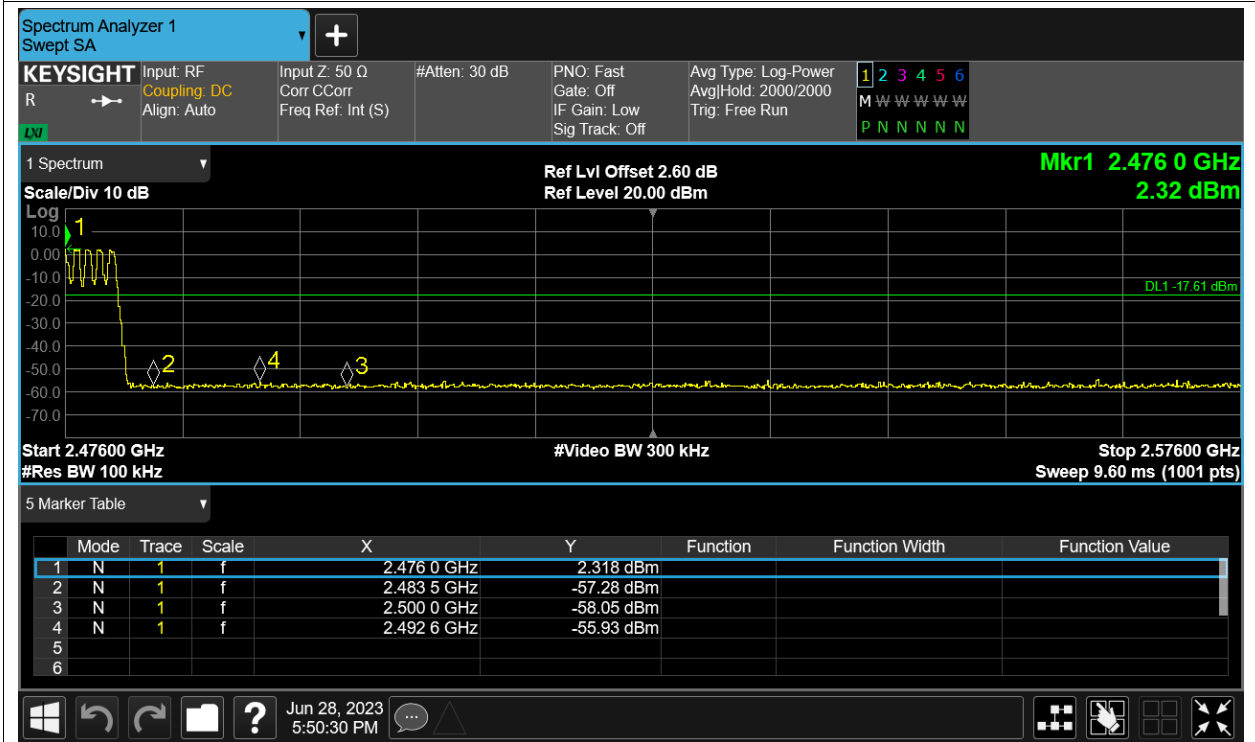 Spectrum Analyzer 1
Swept SA
KEYSIGHT Input: RF Input Z: 50 Ω #Atten: 30 dB PNO: Fast Avg Type: Log-Power 1 2 3 4 5 6
R Coupling: DC Corr CCorr Gate: Off Avg|Hold: 2000/2000 M W W W W W
Align: Auto Freq Ref: Int (S) IF Gain: Low Trig: Free Run
LXI Sig Track: Off P N N N N N
1 Spectrum Ref Lvl Offset 2.60 dB Mkr1 2.476 0 GHz
Scale/Div 10 dB Ref Level 20.00 dBm 2.32 dBm
Log
10.0 1
0.00
-10.0
DL1 -17.61 dBm
-20.0
-30.0
-40.0
2 4 3
-50.0
-60.0
-70.0
Start 2.47600 GHz #Video BW 300 kHz Stop 2.57600 GHz
#Res BW 100 kHz Sweep 9.60 ms (1001 pts)
5 Marker Table
Mode Trace Scale X Y Function Function Width Function Value
1 N 1 f 2.476 0 GHz 2.318 dBm
2 N 1 f 2.483 5 GHz -57.28 dBm
3 N 1 f 2.500 0 GHz -58.05 dBm
4 N 1 f 2.492 6 GHz -55.93 dBm
5
6
? Jun 28, 2023
5:50:30 PM